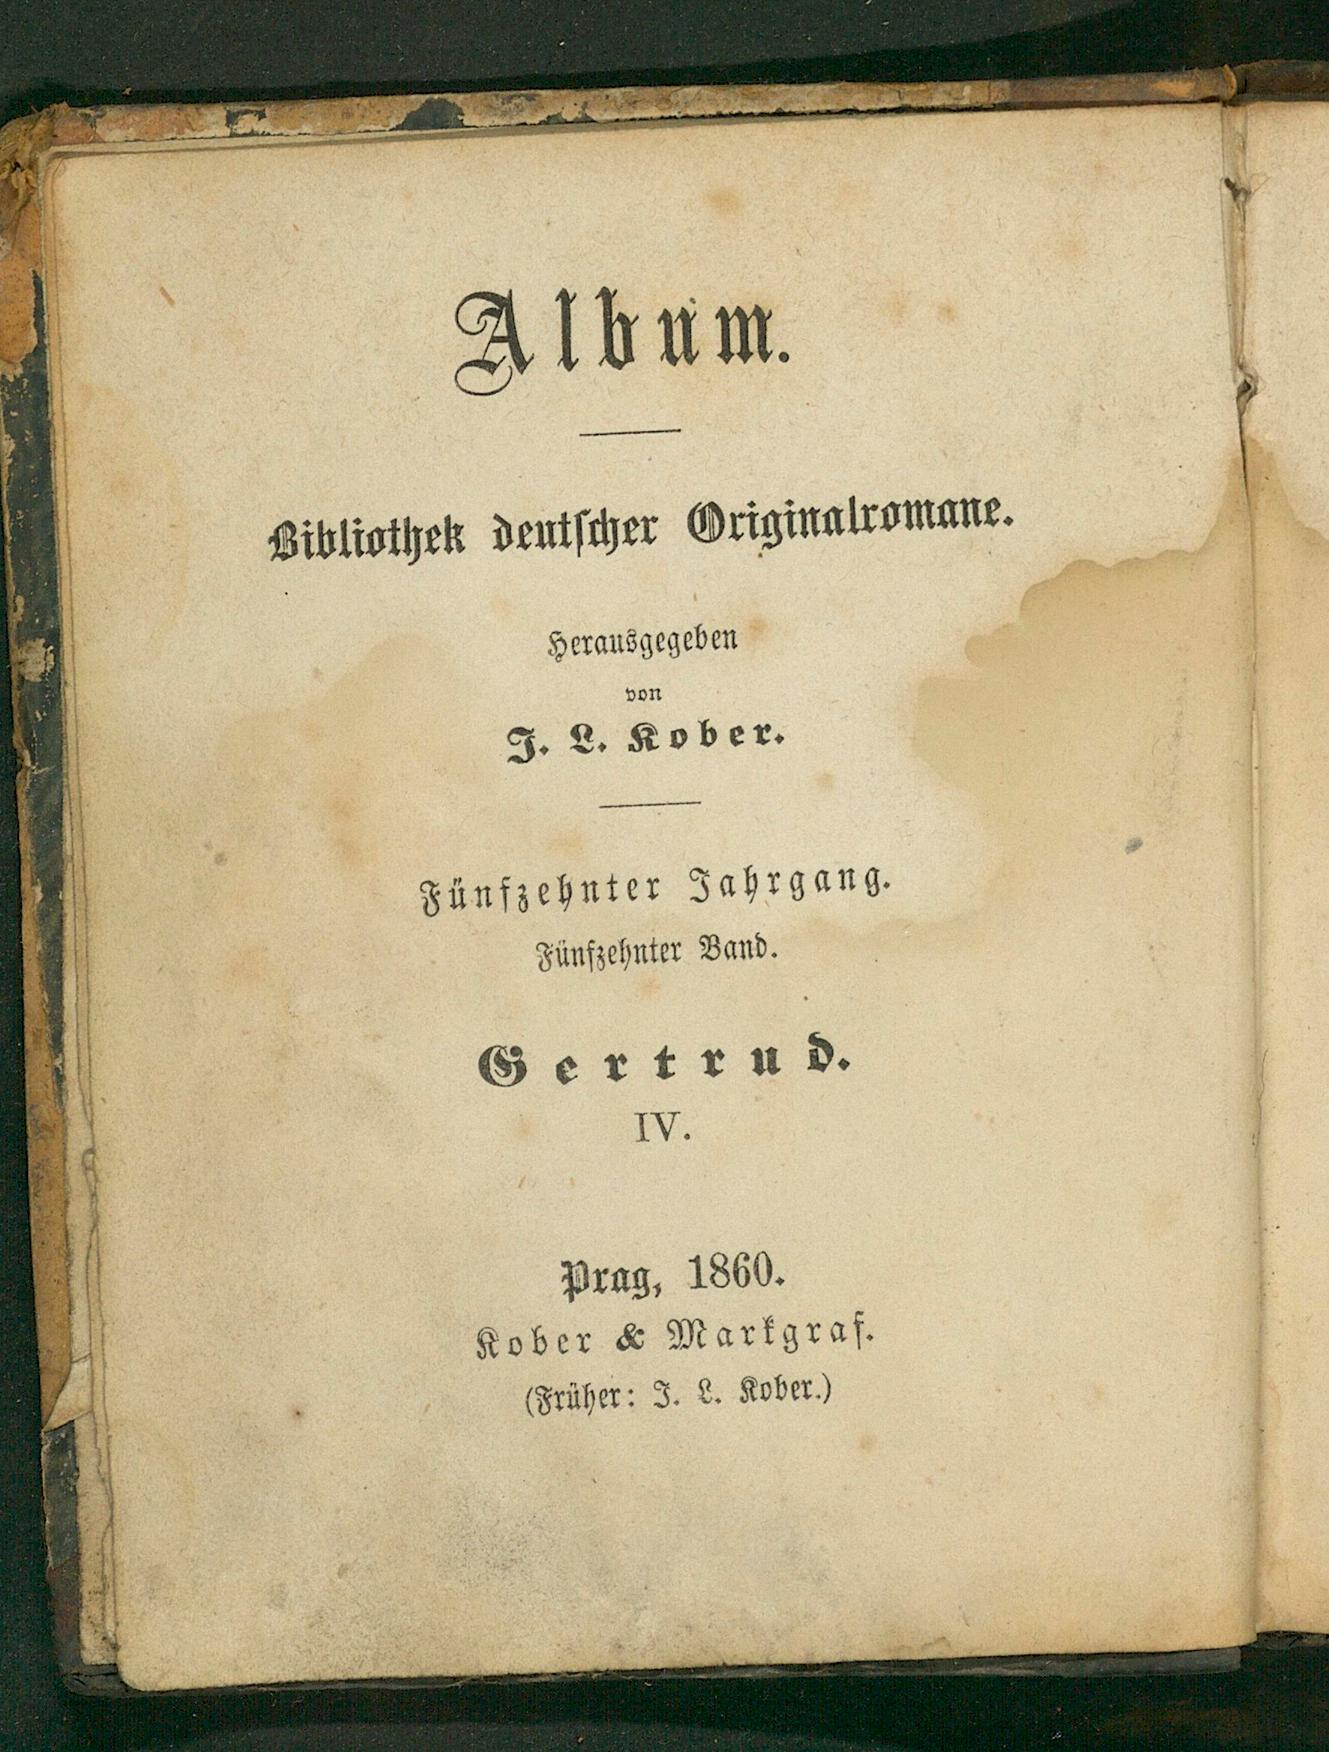 Album.
Bibliothek deutſcher Originalromane.
Herausgegeben
von
J. L. Kober.
Fünfzehnter Jahrgang.
Fünfzehnter Band.
Gertrud.
IV.
Prag, 1860.
Kober & Markgraf.
(Früher: J. L. Kober.)